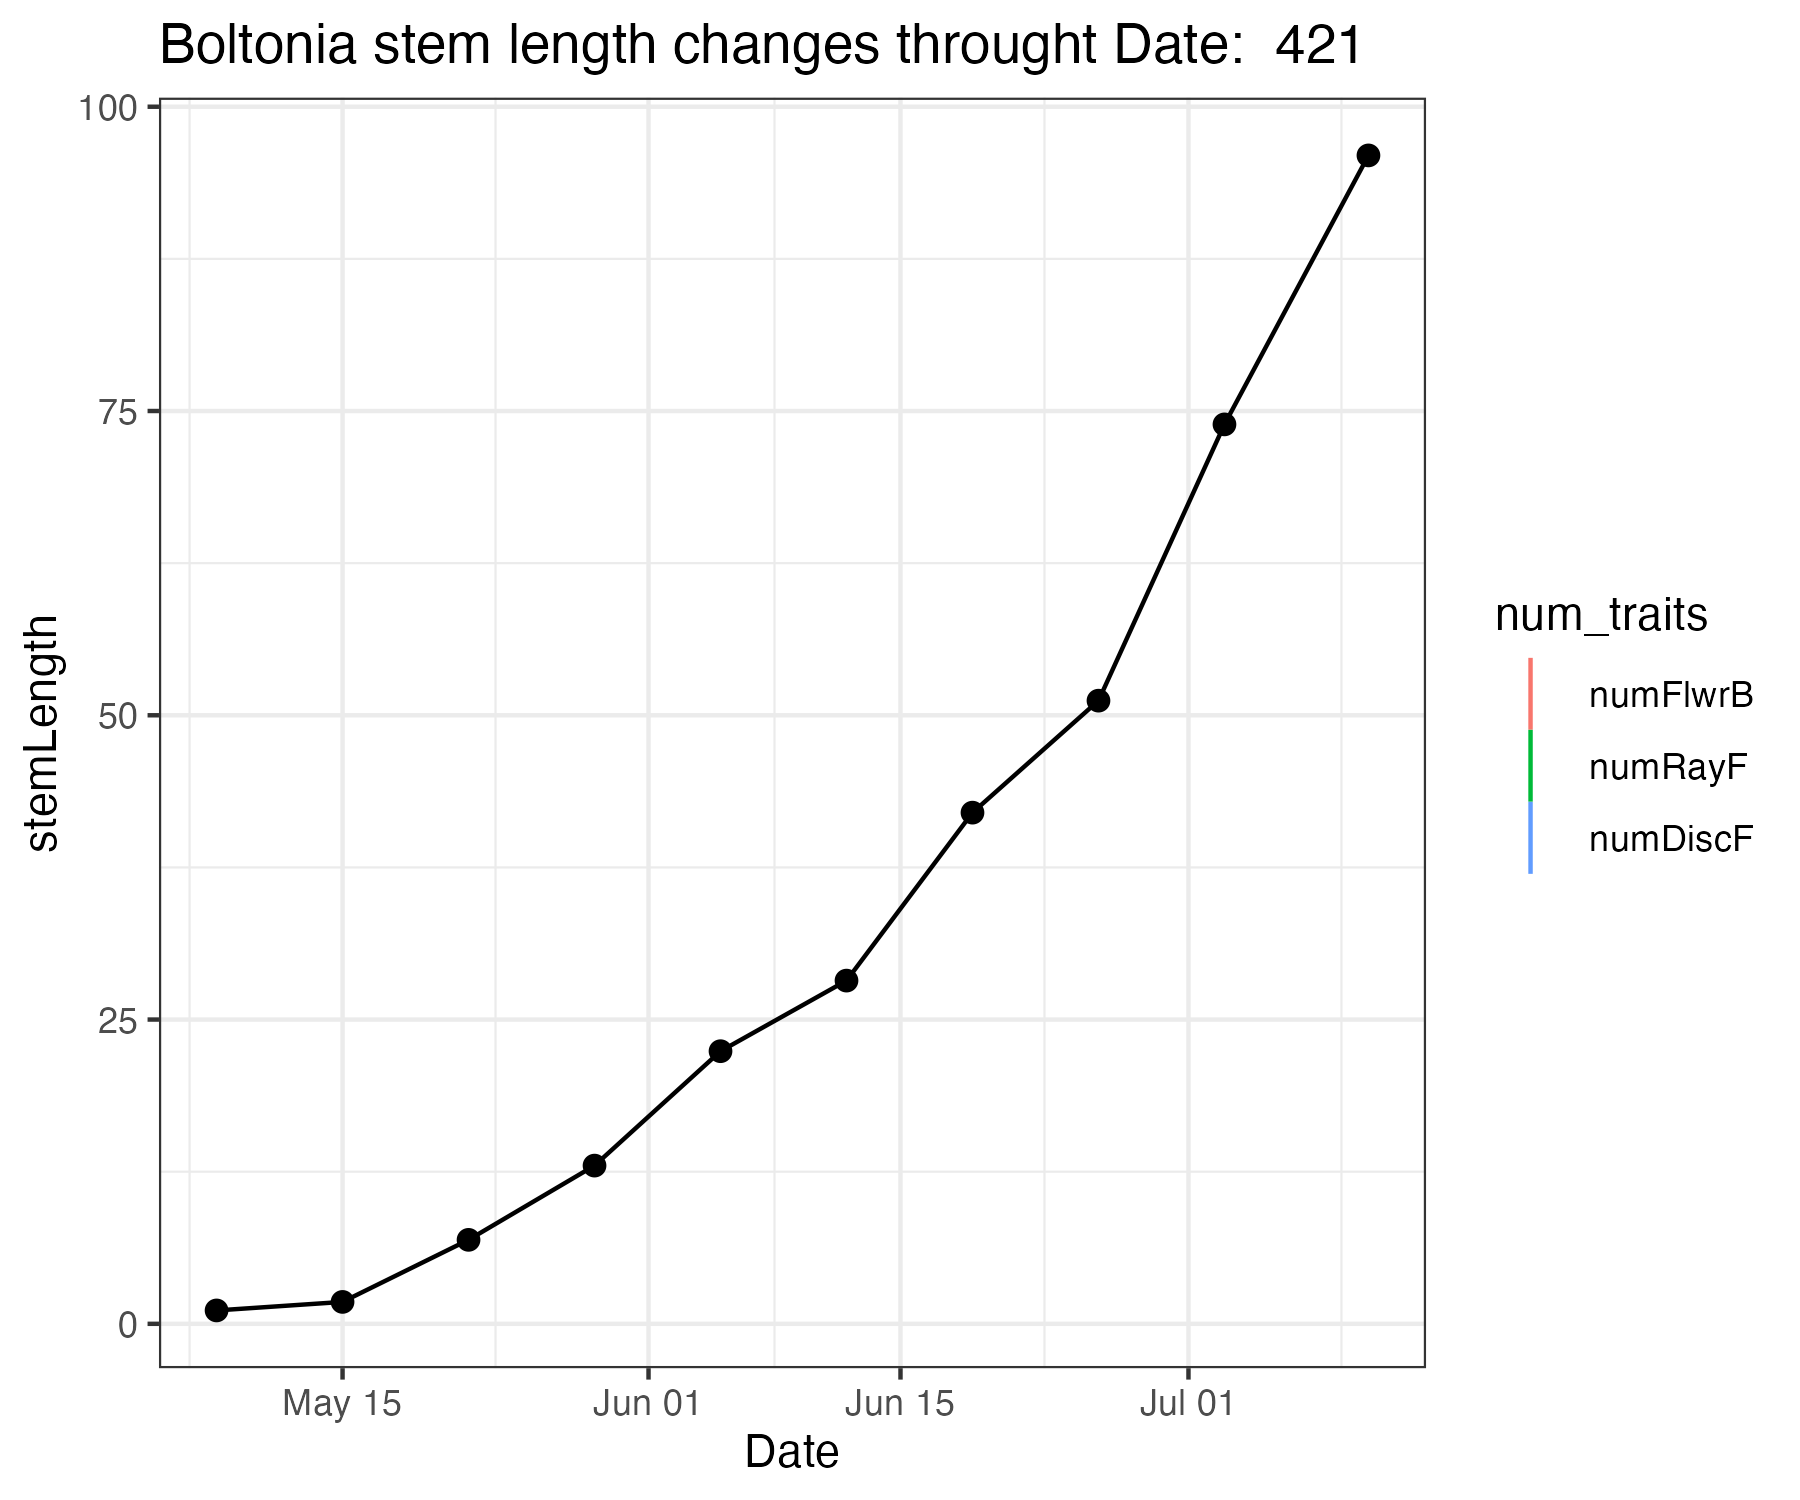 Boltonia stem length changes throught Date:  421
100
75
50
25
0
stemLength
May 15
Jun 01
Jun 15
Jul 01
Date
num_traits
numFlwrB
numRayF
numDiscF